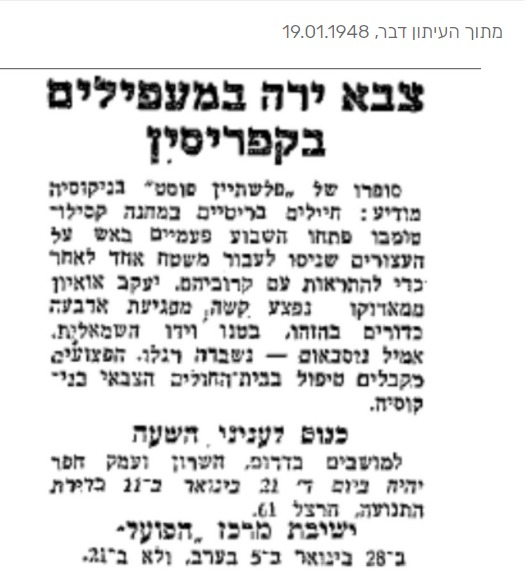 מתוך העיתון דבר, 19.01.1948
צבא ירה במעפילים
בקפריסין
סופרו של „פלשתיין פוסט" בניקוסיה
מודיע: חיילים בריטיים במחנה קסילו־
טומבו פתחו השבוע פעמיים באש על
העצורים שניסו לעבור משטח אחד לאחר
כדי להתראות עם קרוביהם. יעקב אואיון
ממארוקו נפצע קשה, מפגיעת ארבעה
כדורים בחזהו, בטנו וידו השמאלית.
אמיל נוסבאום — נשברה רגלו. הפצועים
מקבלים טיפול בבית־החולים הצבאי בני־
קוסיה.
כנוס לעניני השעה
למושבים בדרום, השרון ועמק חפר
יהיה ביום ד' 21 בינואר ב־11 בדירת
התנועה, הרצל 61.
ישיבת מרכז „הפועל"
ב־28 בינואר ב־5 בערב, ולא ב־21.